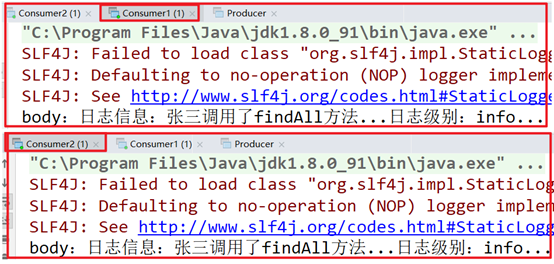 Consumer2 (1) × Consumer1 (1) × Producer ×
"C:\Program Files\Java\jdk1.8.0_91\bin\java.exe" ...
SLF4J: Failed to load class "org.slf4j.impl.StaticLogge
SLF4J: Defaulting to no-operation (NOP) logger implemen
SLF4J: See http://www.slf4j.org/codes.html#StaticLogge
body：日志信息：张三调用了findAll方法...日志级别：info...
Consumer2 (1) × Consumer1 (1) × Producer ×
"C:\Program Files\Java\jdk1.8.0_91\bin\java.exe" ...
SLF4J: Failed to load class "org.slf4j.impl.StaticL
SLF4J: Defaulting to no-operation (NOP) logger imple
SLF4J: See http://www.slf4j.org/codes.html#StaticLo
body：日志信息：张三调用了findAll方法...日志级别：info..